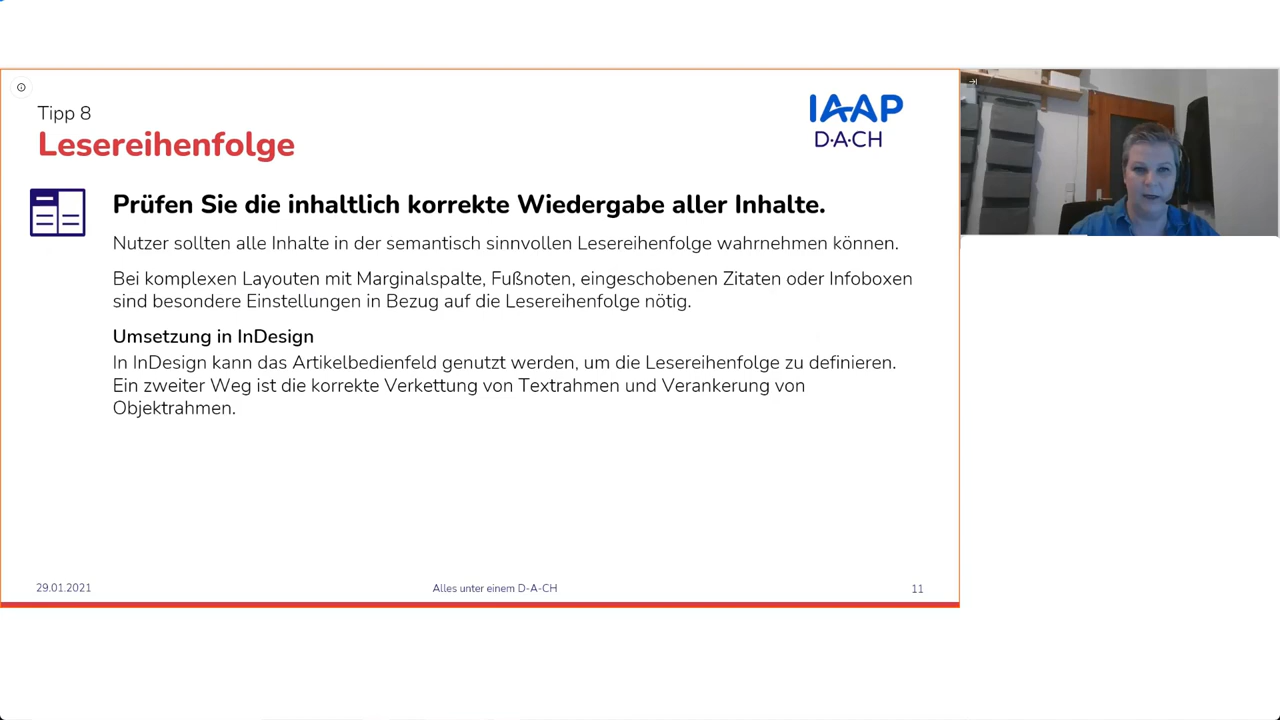 Tipp 8
Lesereihenfolge
IAAP
D·A·CH
Prüfen Sie die inhaltlich korrekte Wiedergabe aller Inhalte.
Nutzer sollten alle Inhalte in der semantisch sinnvollen Lesereihenfolge wahrnehmen können.
Bei komplexen Layouten mit Marginalspalte, Fußnoten, eingeschobenen Zitaten oder Infoboxen
sind besondere Einstellungen in Bezug auf die Lesereihenfolge nötig.
Umsetzung in InDesign
In InDesign kann das Artikelbedienfeld genutzt werden, um die Lesereihenfolge zu definieren.
Ein zweiter Weg ist die korrekte Verkettung von Textrahmen und Verankerung von
Objektrahmen.
29.01.2021
Alles unter einem D-A-CH
11